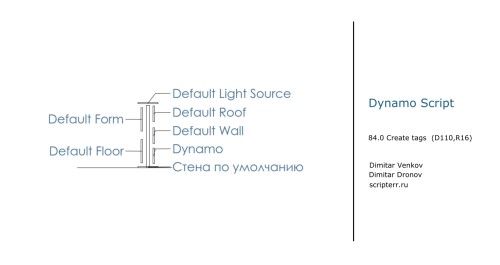 Default Light Source
Default Form
Default Roof
Default Wall
Default Floor
Dynamo
Стена по умолчанию
Dynamo Script
84.0 Create tags (D110,R16)
Dimitar Venkov
Dimitar Dronov
scripterr.ru